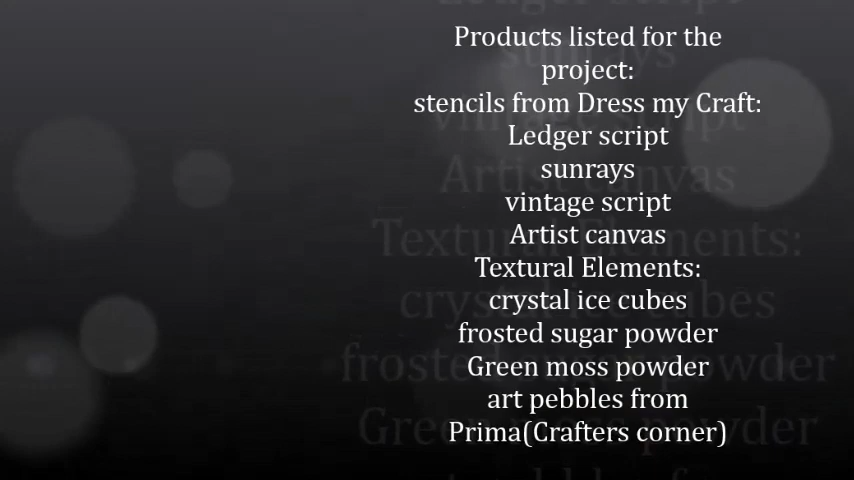 Products listed for the
project:
stencils from Dress my Craft:
Ledger script
sunrays
vintage script
Artist canvas
Textural Elements:
crystal ice cubes
frosted sugar powder
Green moss powder
art pebbles from
Prima(Crafters corner)